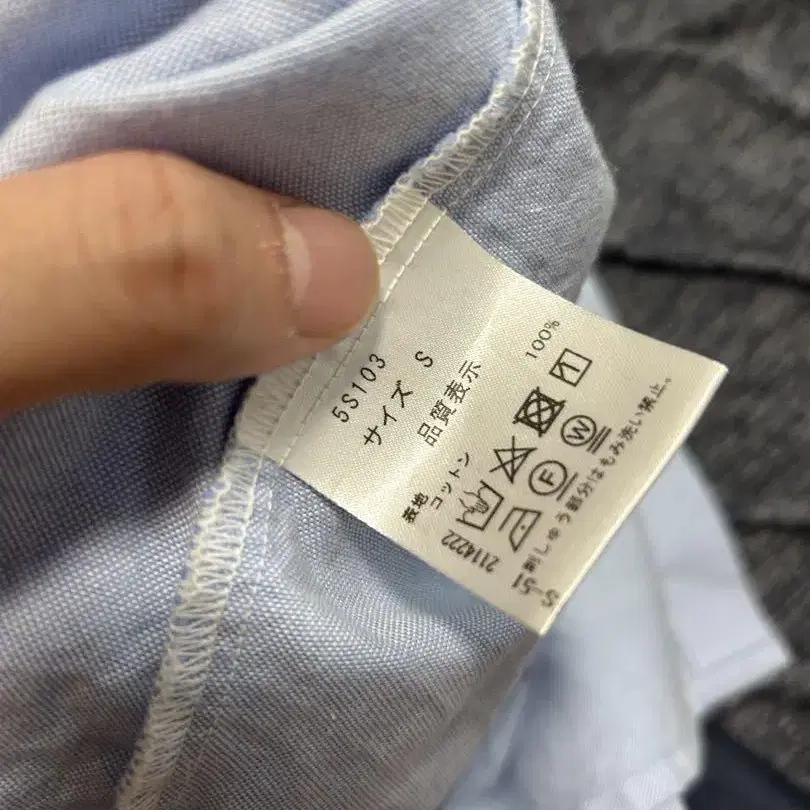 5S103
サイズ S
品質表示
表地 コットン 100%
F W
2114222
刺しゅう部分はもみ洗い禁止。
S-51